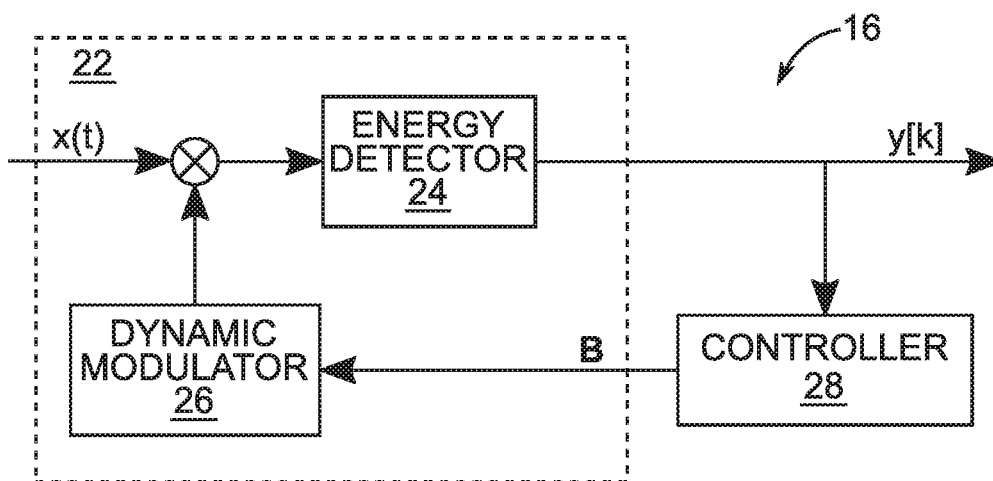 16
22
x(t)
ENERGY
DETECTOR
24
y[k]
DYNAMIC
MODULATOR
26
B
CONTROLLER
28